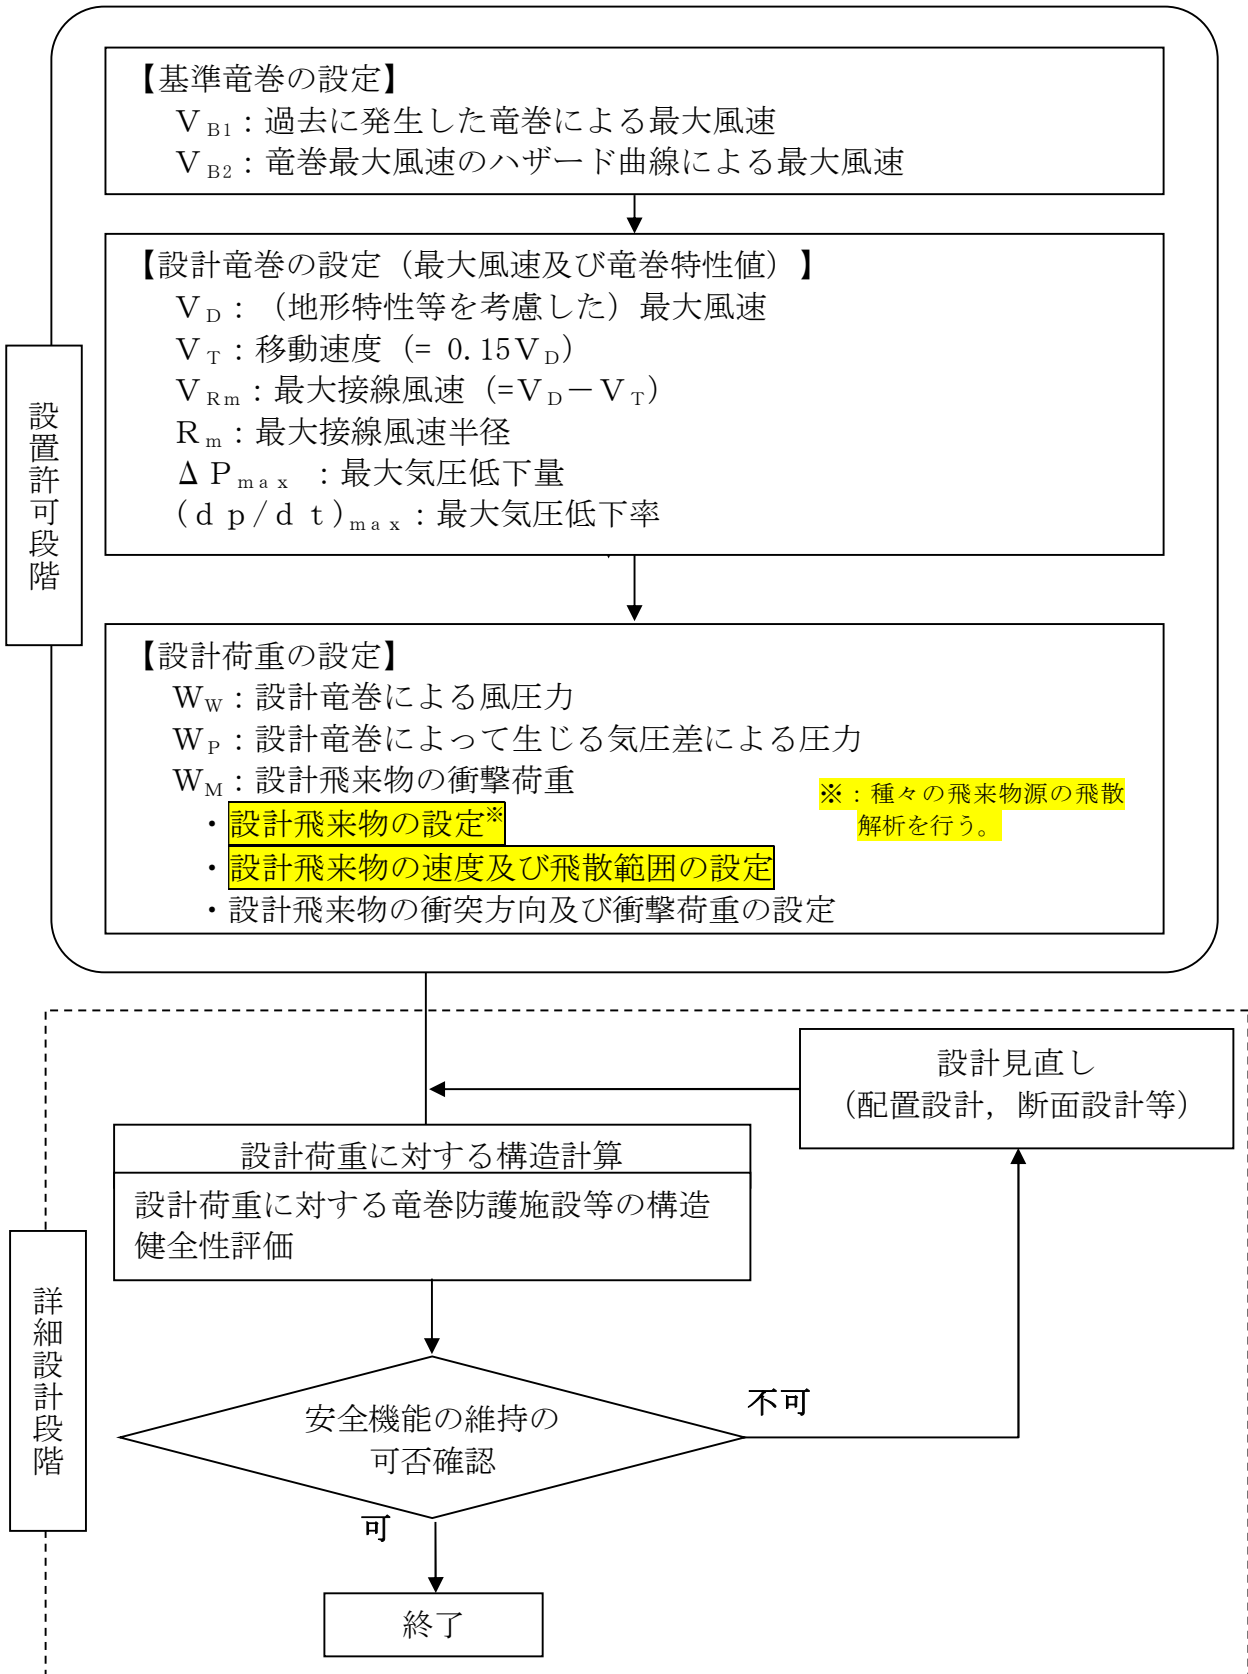 【基準竜巻の設定】
VB1：過去に発生した竜巻による最大風速
VB2：竜巻最大風速のハザード曲線による最大風速
【設計竜巻の設定（最大風速及び竜巻特性値）】
VD：（地形特性等を考慮した）最大風速
VT：移動速度（= 0.15VD）
VRm：最大接線風速（=VD－VT）
Rm：最大接線風速半径
ΔPmax ：最大気圧低下量
(dp/dt)max：最大気圧低下率
設置許可段階
【設計荷重の設定】
WW：設計竜巻による風圧力
WP：設計竜巻によって生じる気圧差による圧力
WM：設計飛来物の衝撃荷重
・設計飛来物の設定※
※：種々の飛来物源の飛散
解析を行う。
・設計飛来物の速度及び飛散範囲の設定
・設計飛来物の衝突方向及び衝撃荷重の設定
設計見直し
（配置設計，断面設計等）
設計荷重に対する構造計算
設計荷重に対する竜巻防護施設等の構造
健全性評価
詳細設計段階
安全機能の維持の
可否確認
不可
可
終了